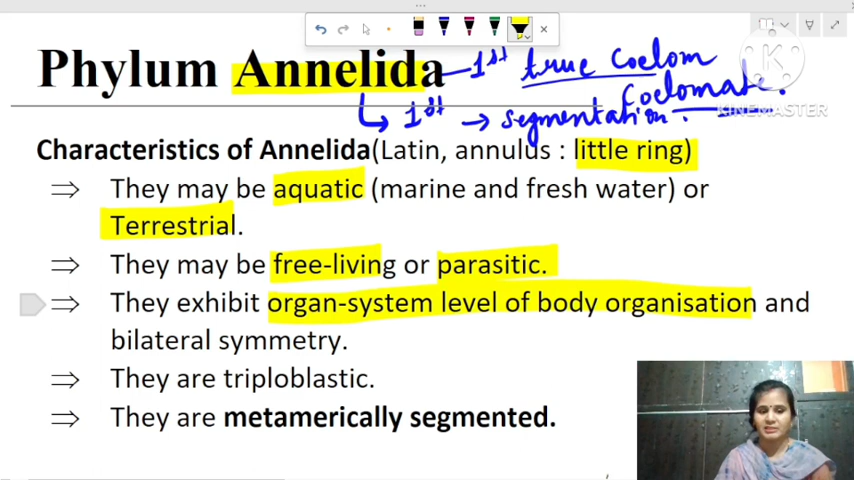 Phylum Annelida – 1st true coelom
Coelomate.
↳ 1st → segmentation.
KINEMASTER
Characteristics of Annelida(Latin, annulus : little ring)
⇒ They may be aquatic (marine and fresh water) or
Terrestrial.
⇒ They may be free-living or parasitic.
⇒ They exhibit organ-system level of body organisation and
bilateral symmetry.
⇒ They are triploblastic.
⇒ They are metamerically segmented.